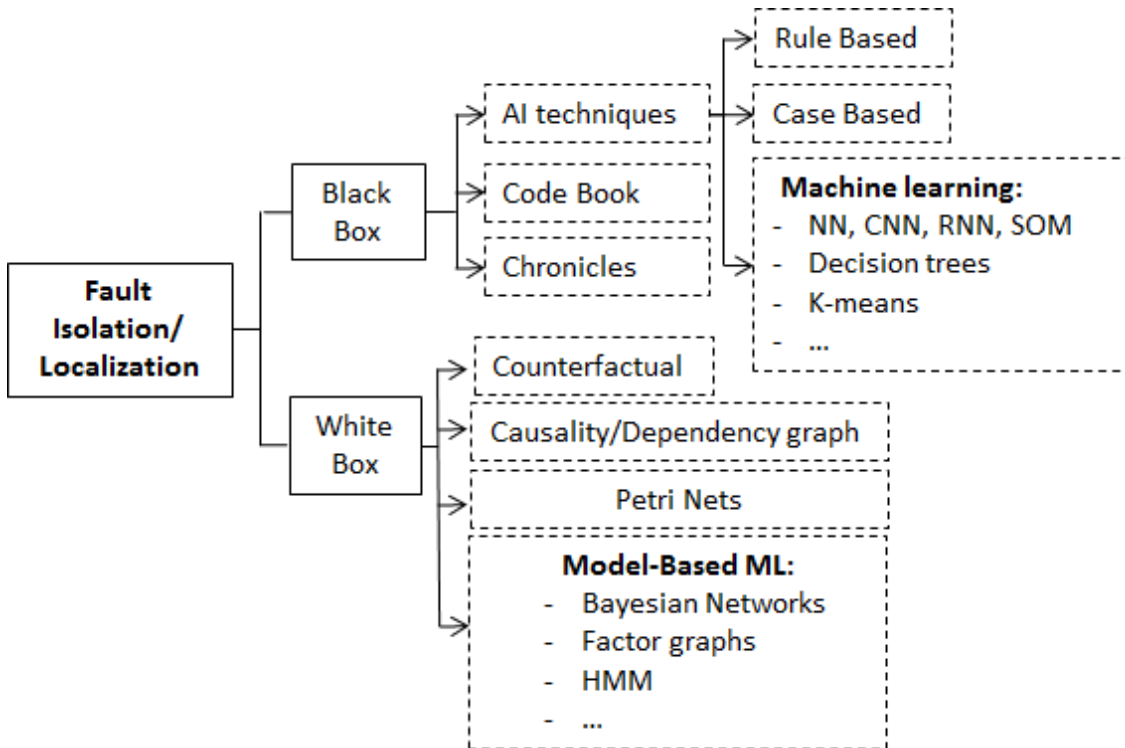 Fault
Isolation/
Localization
Black
Box
AI techniques
Code Book
Chronicles
Rule Based
Case Based
Machine learning:
- NN, CNN, RNN, SOM
- Decision trees
- K-means
- ...
White
Box
Counterfactual
Causality/Dependency graph
Petri Nets
Model-Based ML:
- Bayesian Networks
- Factor graphs
- HMM
- ...